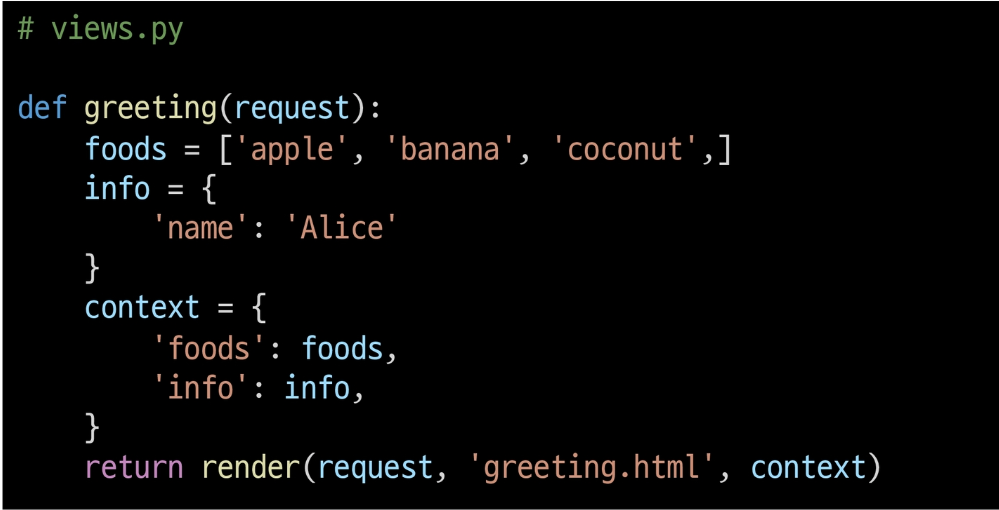 # views.py

def greeting(request):
    foods = ['apple', 'banana', 'coconut',]
    info = {
        'name': 'Alice'
    }
    context = {
        'foods': foods,
        'info': info,
    }
    return render(request, 'greeting.html', context)